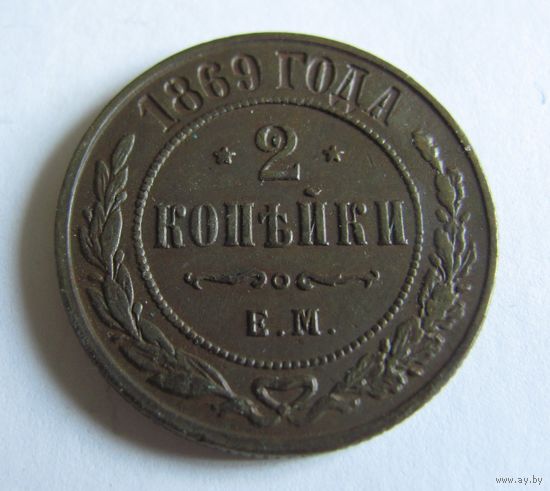 1869 ГОДА
* 2 *
КОПѢЙКИ
Е.М.
www.ay.by